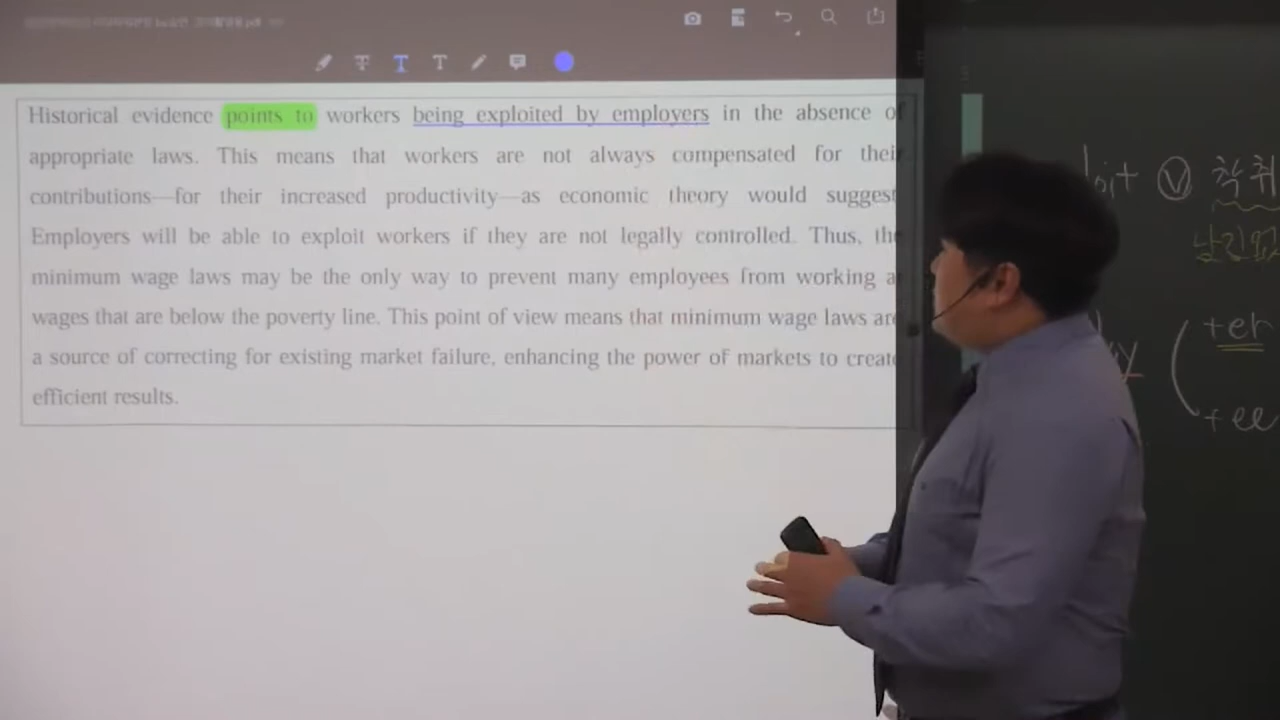 Historical evidence points to workers being exploited by employers in the absence of
appropriate laws. This means that workers are not always compensated for their
contributions—for their increased productivity—as economic theory would suggest
Employers will be able to exploit workers if they are not legally controlled. Thus, the
minimum wage laws may be the only way to prevent many employees from working
wages that are below the poverty line. This point of view means that minimum wage laws
a source of correcting for existing market failure, enhancing the power of markets to
efficient results.
loit Ⓥ 착취
+er
+ee